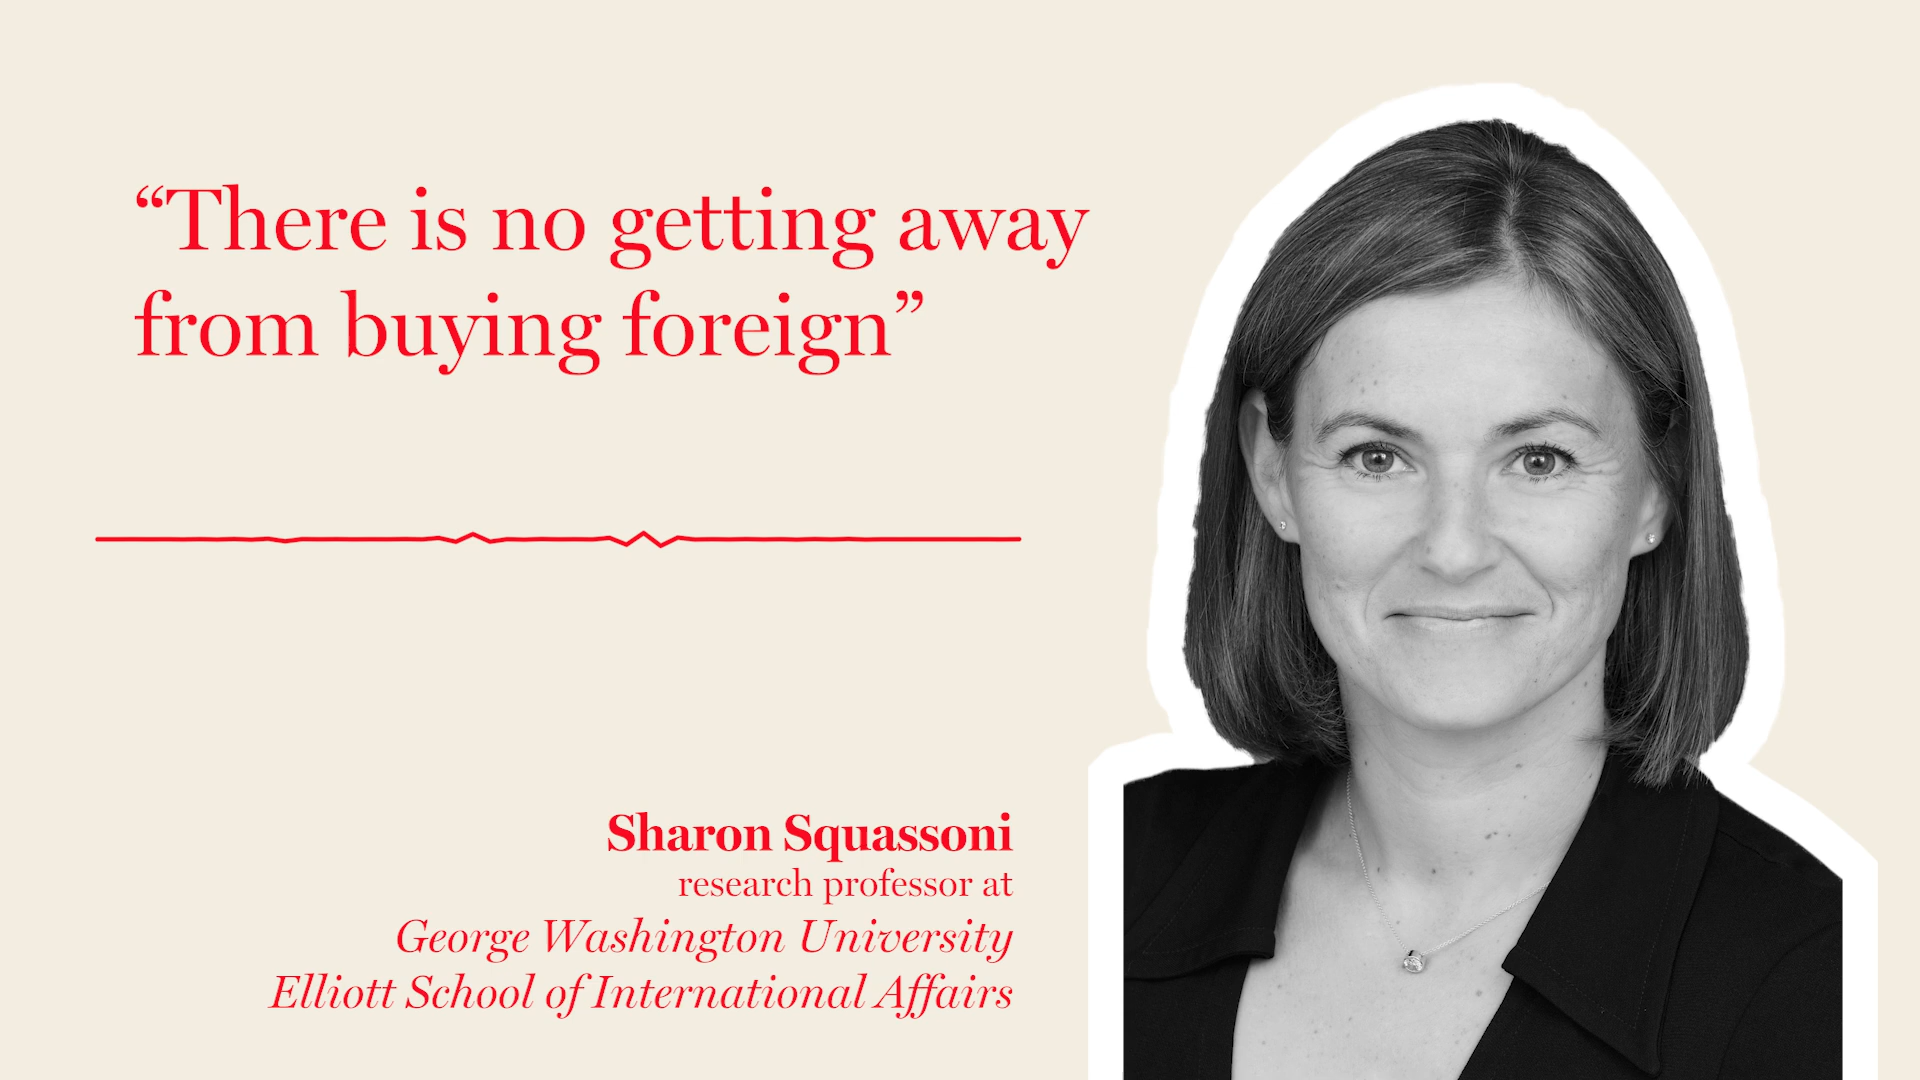 “There is no getting away
from buying foreign”
Sharon Squassoni
research professor at
George Washington University
Elliott School of International Affairs